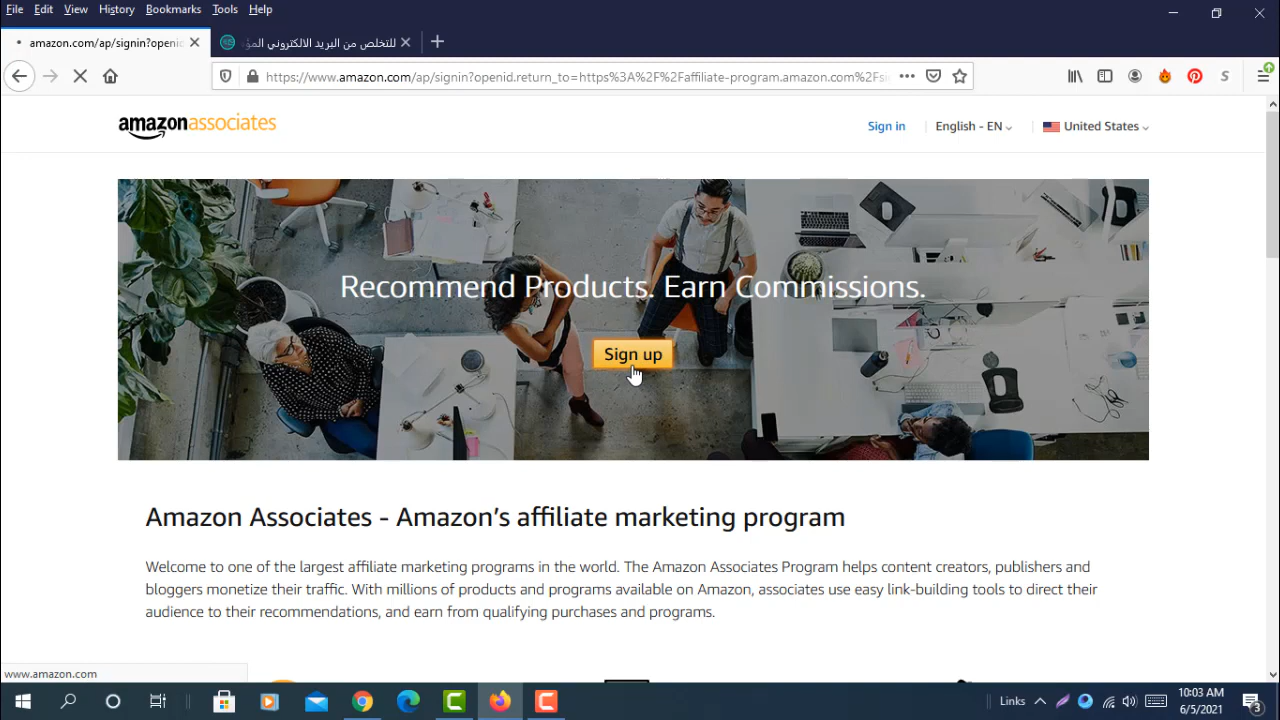 File Edit View History Bookmarks Tools Help
amazon.com/ap/signin?openid
للتخلص من البريد الالكتروني المؤ
https://www.amazon.com/ap/signin?openid.return_to=https%3A%2F%2Faffiliate-program.amazon.com%2Fs
amazonassociates
Sign in English - EN United States
Recommend Products. Earn Commissions.
Sign up
Amazon Associates - Amazon’s affiliate marketing program
Welcome to one of the largest affiliate marketing programs in the world. The Amazon Associates Program helps content creators, publishers and
bloggers monetize their traffic. With millions of products and programs available on Amazon, associates use easy link-building tools to direct their
audience to their recommendations, and earn from qualifying purchases and programs.
www.amazon.com
Links
10:03 AM
6/5/2021
3